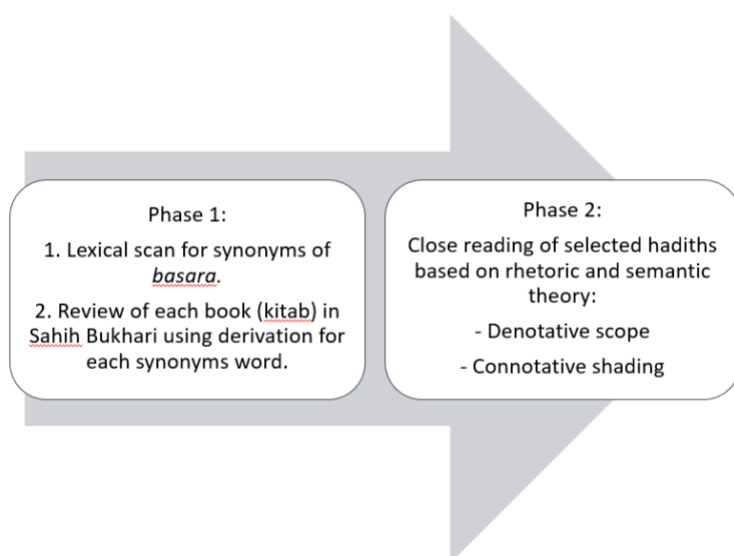 Phase 1:
1. Lexical scan for synonyms of
basara.
2. Review of each book (kitab) in
Sahih Bukhari using derivation for
each synonyms word.
Phase 2:
Close reading of selected hadiths
based on rhetoric and semantic
theory:
- Denotative scope
- Connotative shading